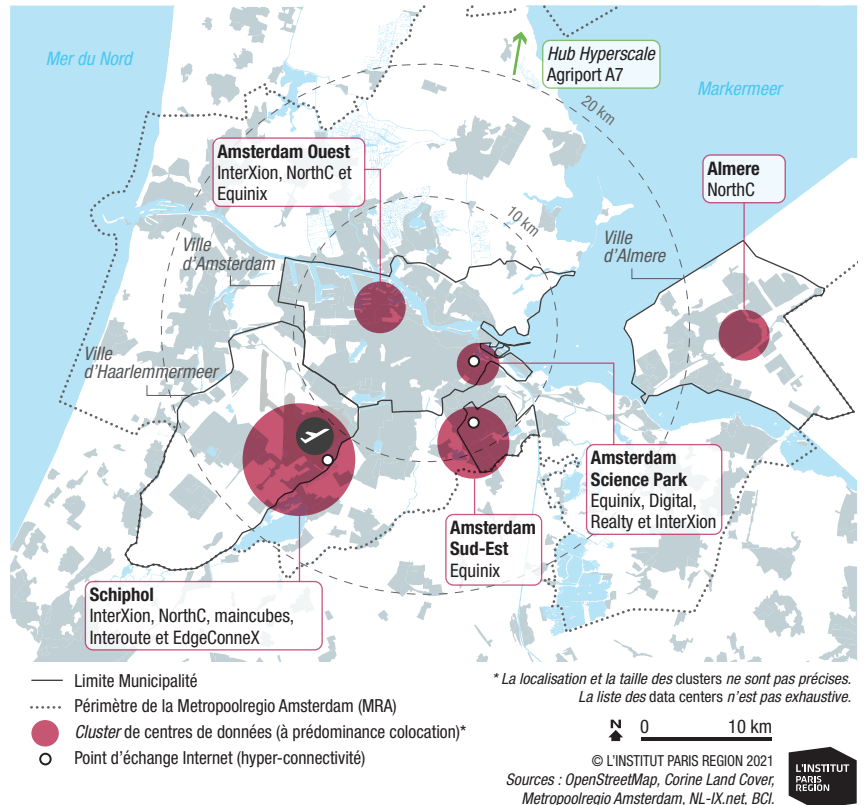 Mer du Nord
Hub Hyperscale
Agriport A7
Markermeer
20 km
Amsterdam Ouest
InterXion, NorthC et
Equinix
Almere
NorthC
10 km
Ville
d'Amsterdam
Ville
d'Almere
Ville
d'Haarlemmermeer
Amsterdam
Science Park
Equinix, Digital,
Realty et InterXion
Amsterdam
Sud-Est
Equinix
Schiphol
InterXion, NorthC, maincubes,
Interoute et EdgeConneX
Limite Municipalité
Périmètre de la Metropoolregio Amsterdam (MRA)
Cluster de centres de données (à prédominance colocation)*
Point d'échange Internet (hyper-connectivité)
* La localisation et la taille des clusters ne sont pas précises.
La liste des data centers n'est pas exhaustive.
N 0 10 km
© L'INSTITUT PARIS REGION 2021
Sources : OpenStreetMap, Corine Land Cover,
Metropoolregio Amsterdam, NL-IX.net, BCI.
L'INSTITUT
PARIS
REGION